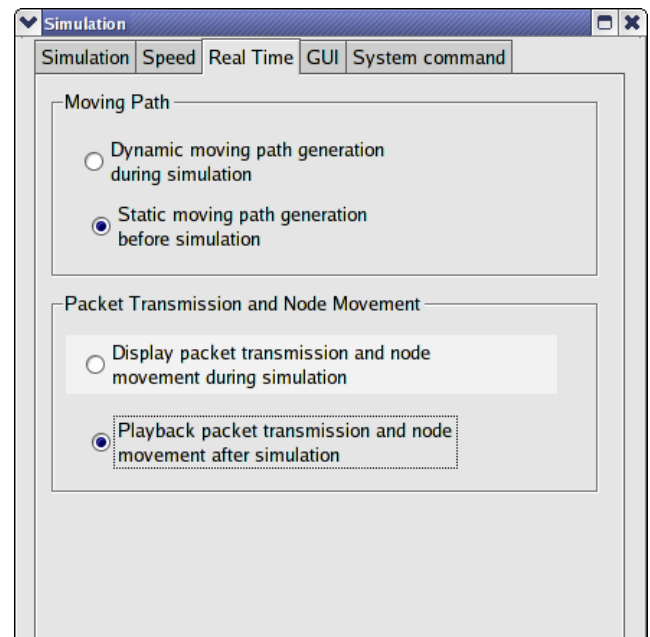 Simulation
Simulation Speed Real Time GUI System command
Moving Path
Dynamic moving path generation
during simulation
Static moving path generation
before simulation
Packet Transmission and Node Movement
Display packet transmission and node
movement during simulation
Playback packet transmission and node
movement after simulation